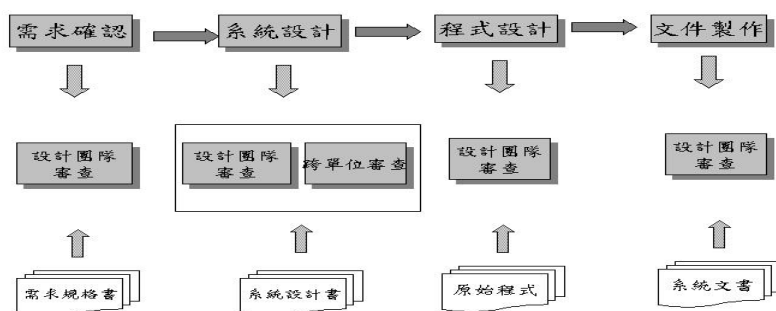 需求確認
系統設計
程式設計
文件製作
設計團隊
審查
設計團隊
審查
跨單位審查
設計團隊
審查
設計團隊
審查
需求規格書
系統設計書
原始程式
系統文書